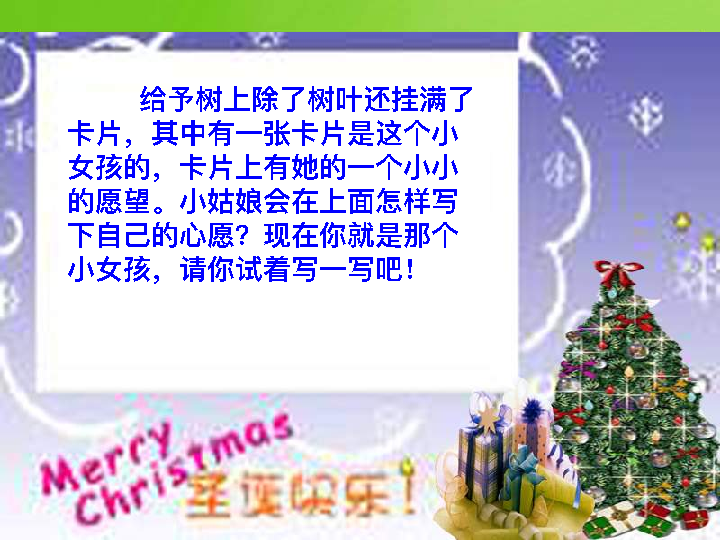 给予树上除了树叶还挂满了
卡片，其中有一张卡片是这个小
女孩的，卡片上有她的一个小小
的愿望。小姑娘会在上面怎样写
下自己的心愿？现在你就是那个
小女孩，请你试着写一写吧！
Merry
Christmas
圣诞快乐！